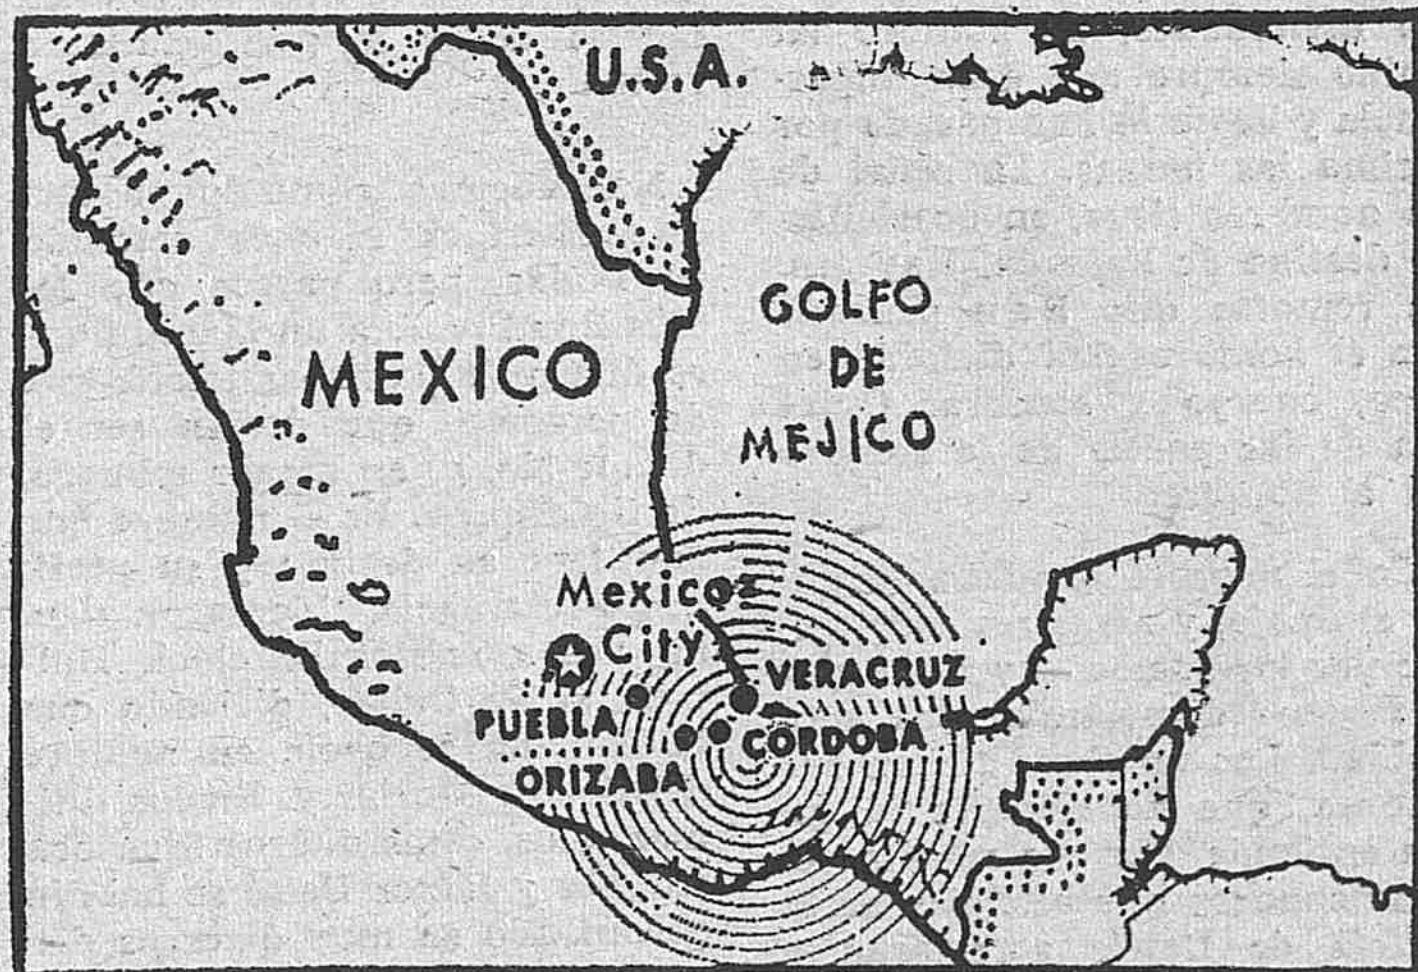 U.S.A.
MEXICO
GOLFO
DE
MEJICO
Mexico
City
VERACRUZ
PUEBLA
CORDOBA
ORIZABA